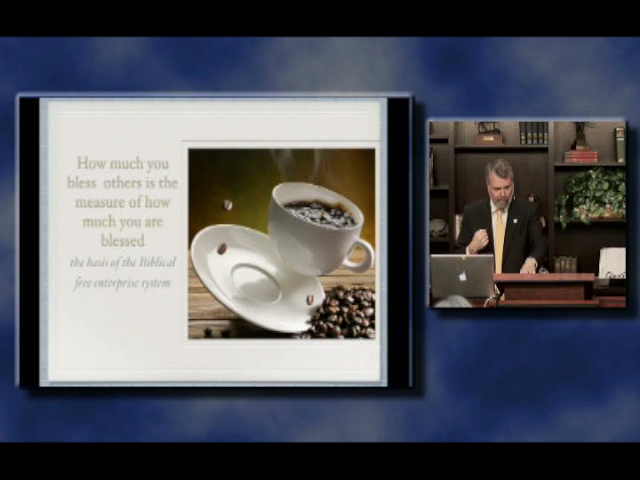 How much you
bless others is the
measure of how
much you are
blessed
the basis of the Biblical
free enterprise system